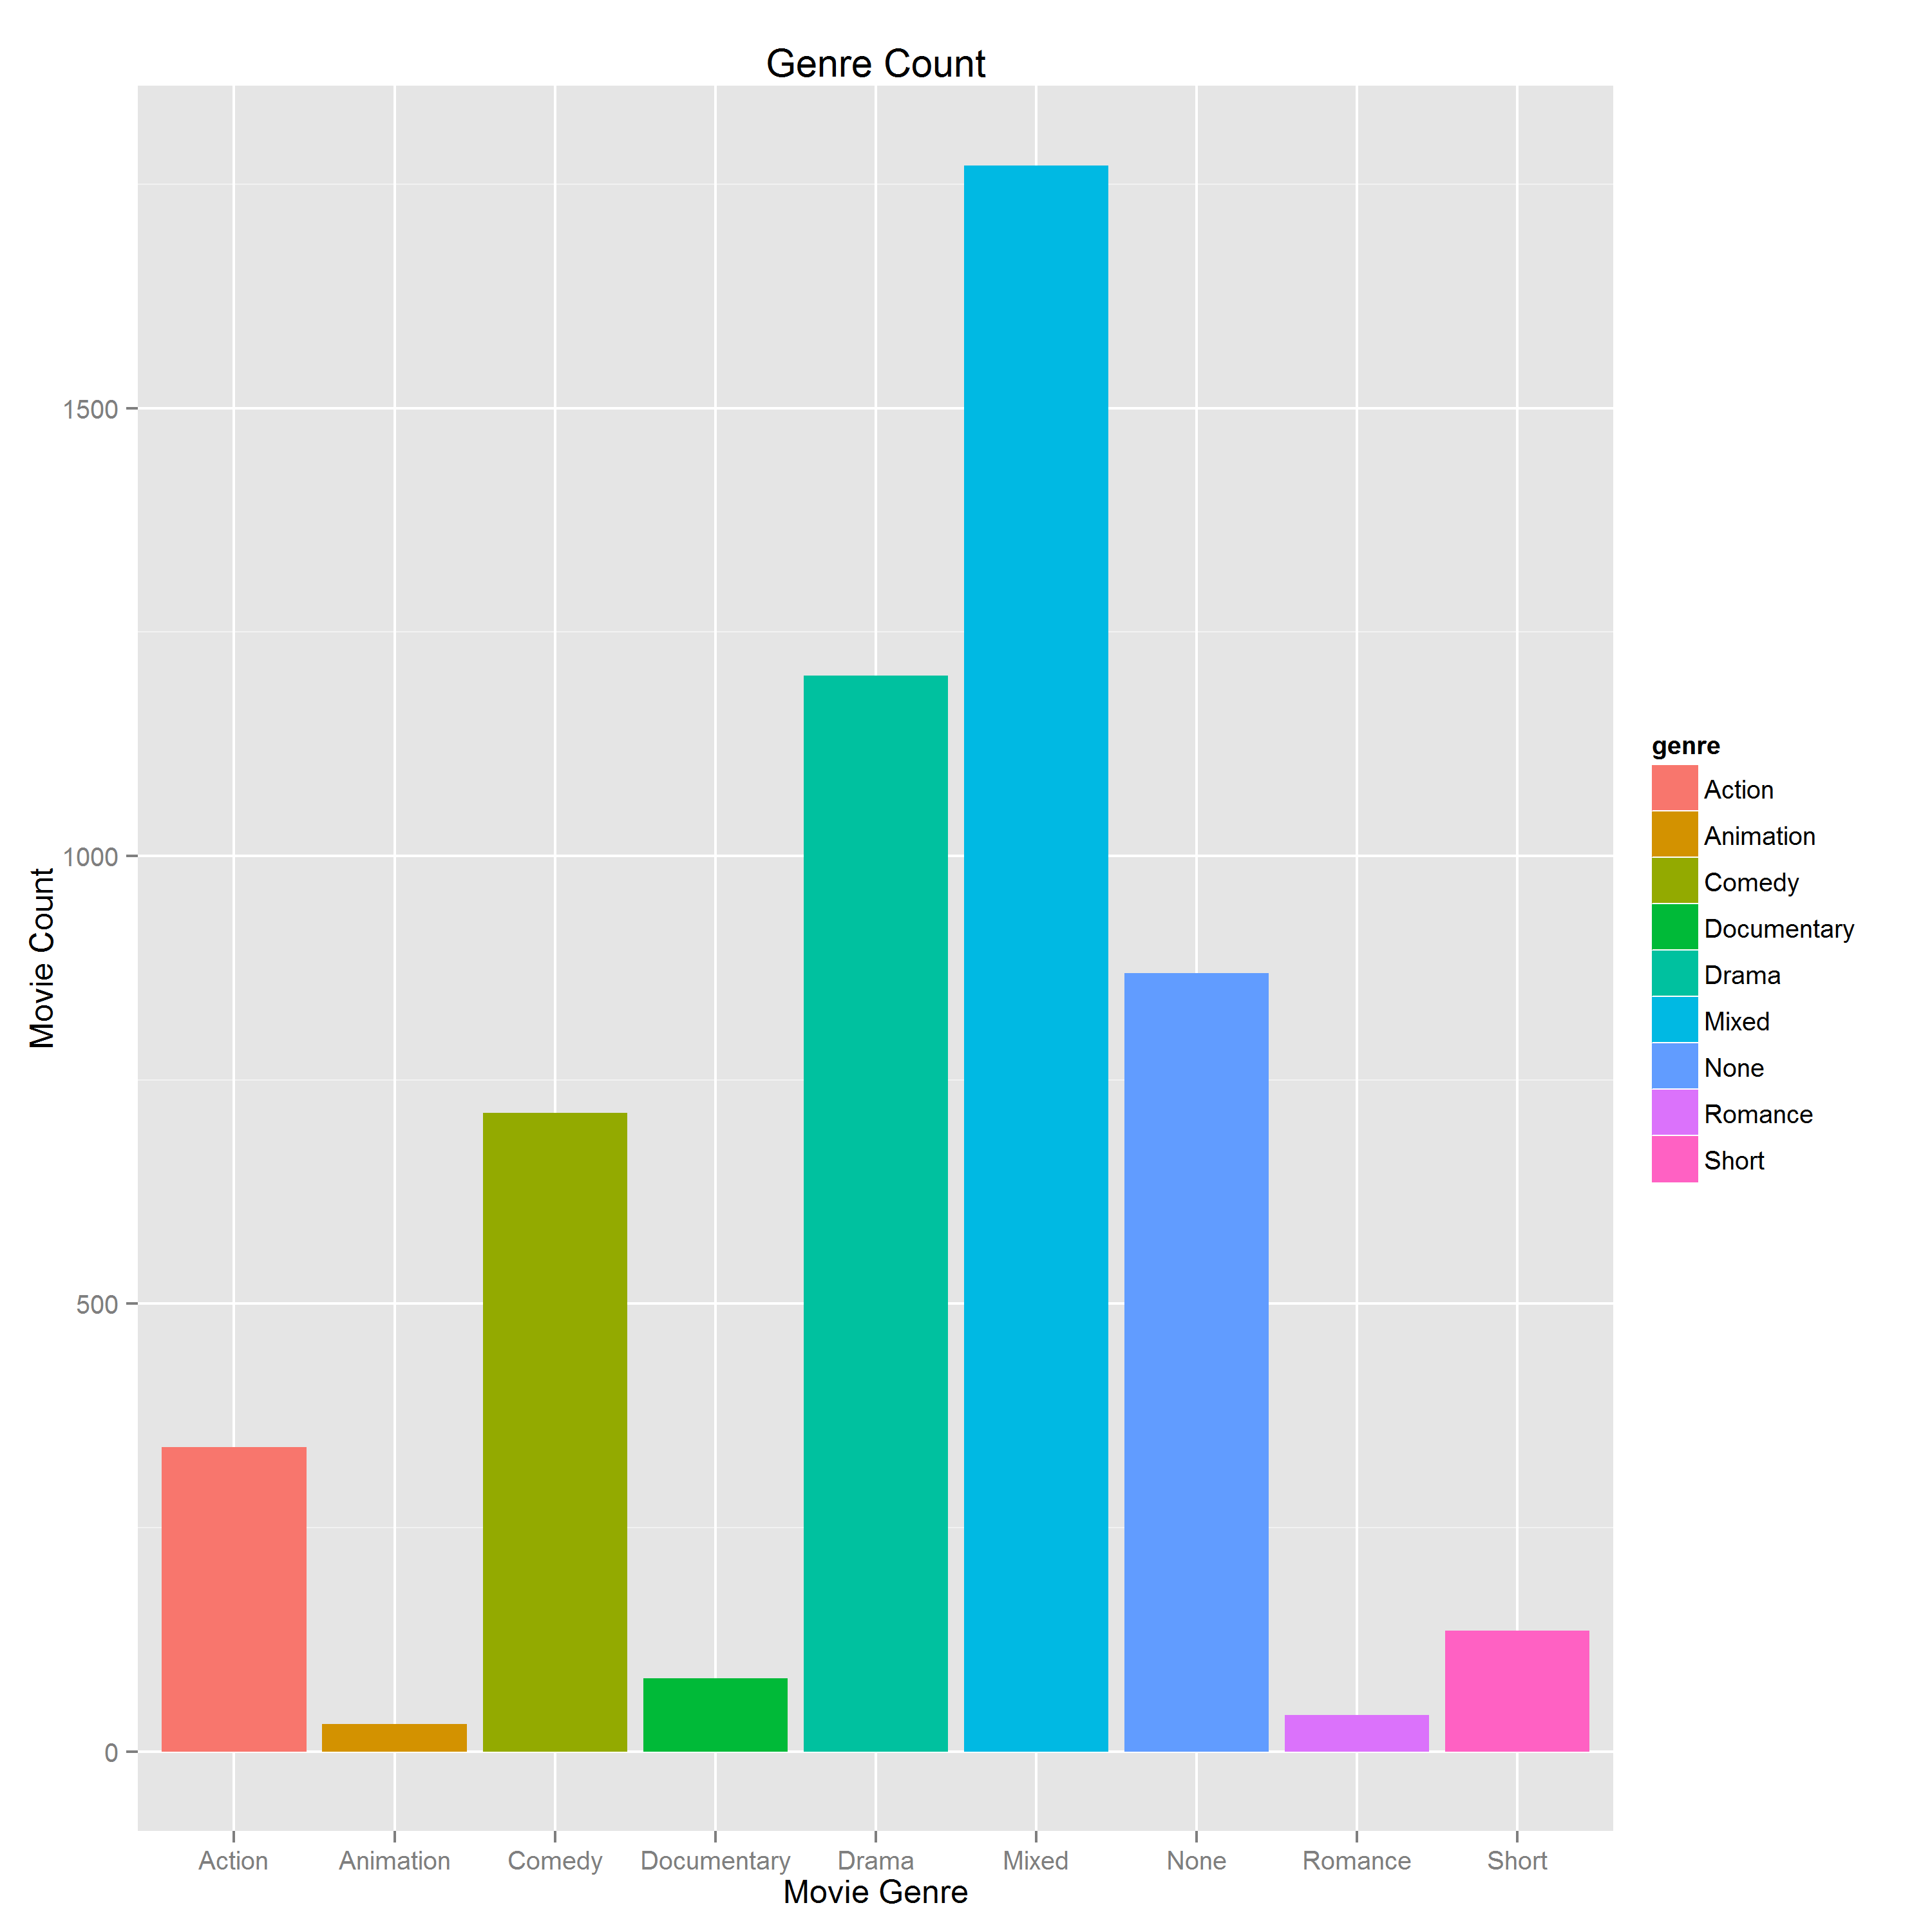 Genre Count
Movie Count
1500
1000
500
0
Action Animation Comedy Documentary Drama Mixed None Romance Short
Movie Genre
genre
Action
Animation
Comedy
Documentary
Drama
Mixed
None
Romance
Short